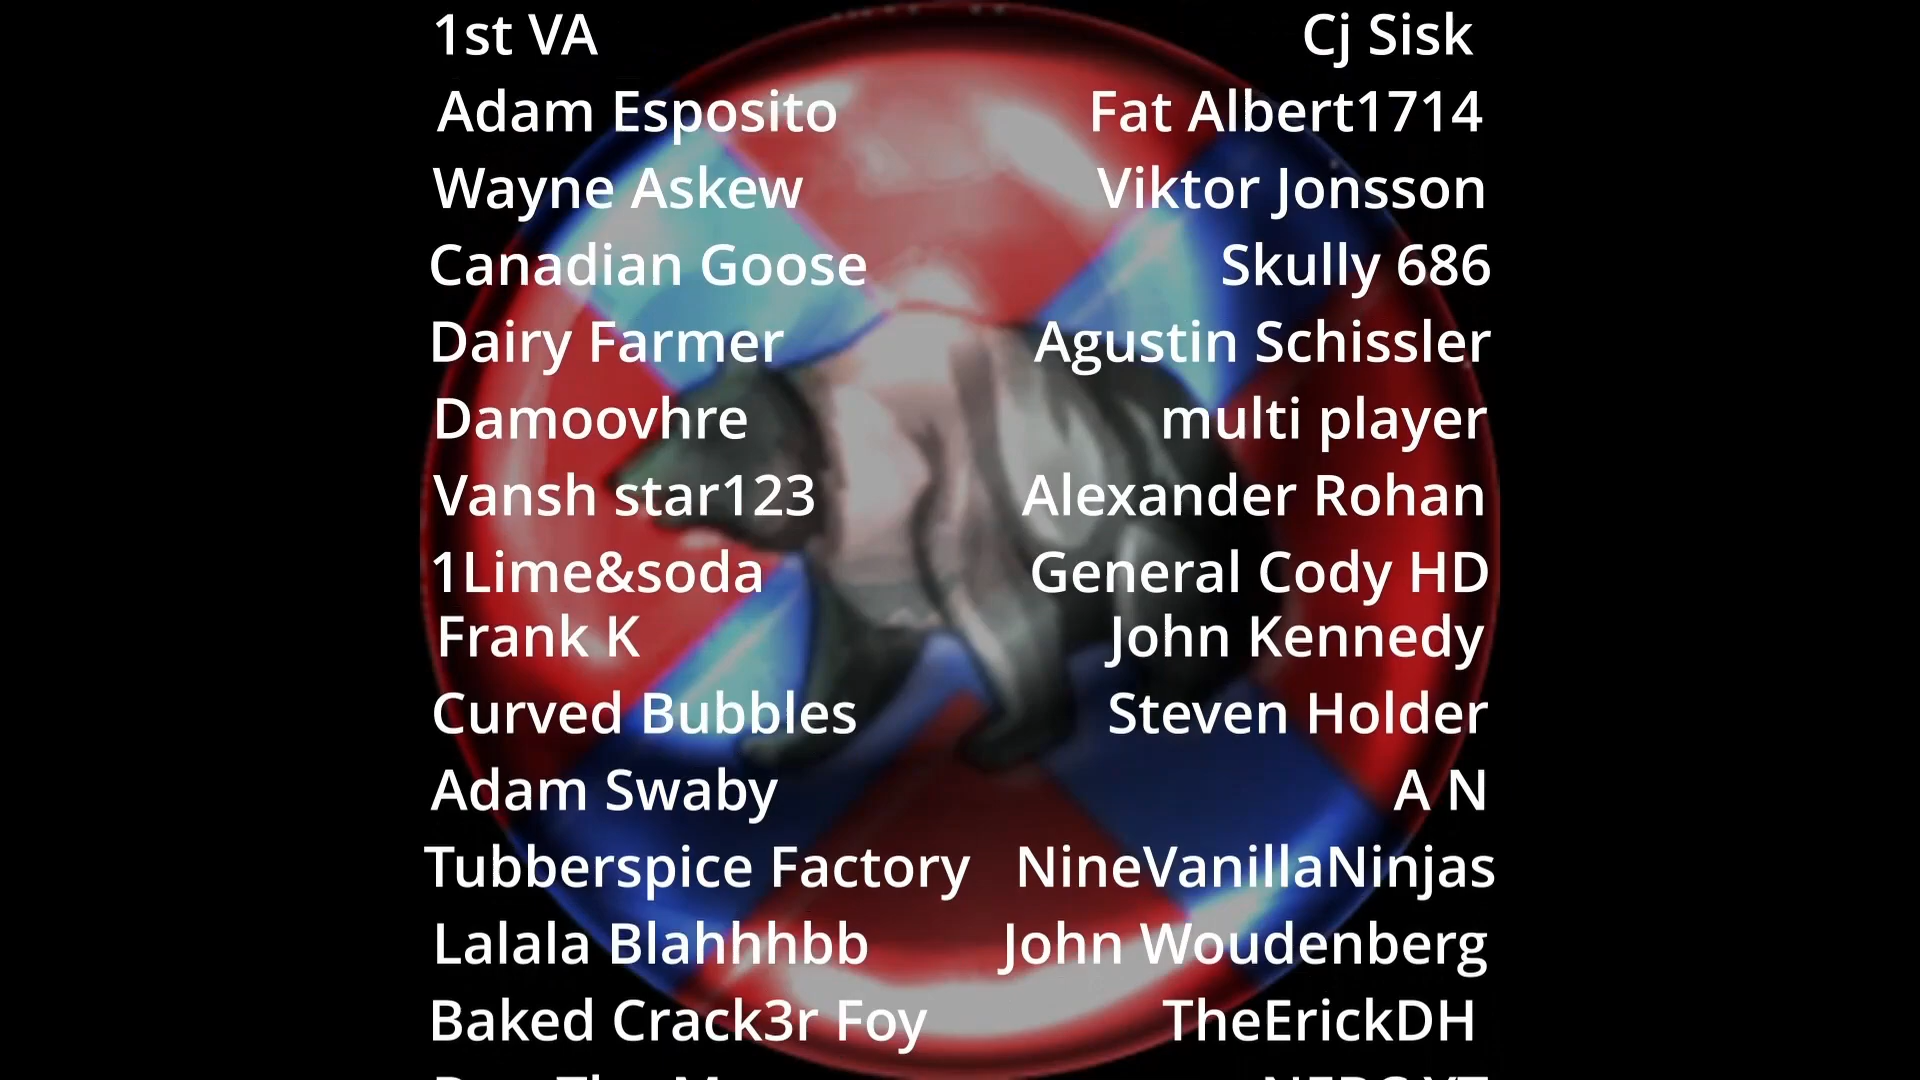 1st VA Cj Sisk
Adam Esposito Fat Albert1714
Wayne Askew Viktor Jonsson
Canadian Goose Skully 686
Dairy Farmer Agustin Schissler
Damoovhre multi player
Vansh star123 Alexander Rohan
1Lime&soda General Cody HD
Frank K John Kennedy
Curved Bubbles Steven Holder
Adam Swaby A N
Tubberspice Factory NineVanillaNinjas
Lalala Blahhhbb John Woudenberg
Baked Crack3r Foy TheErickDH